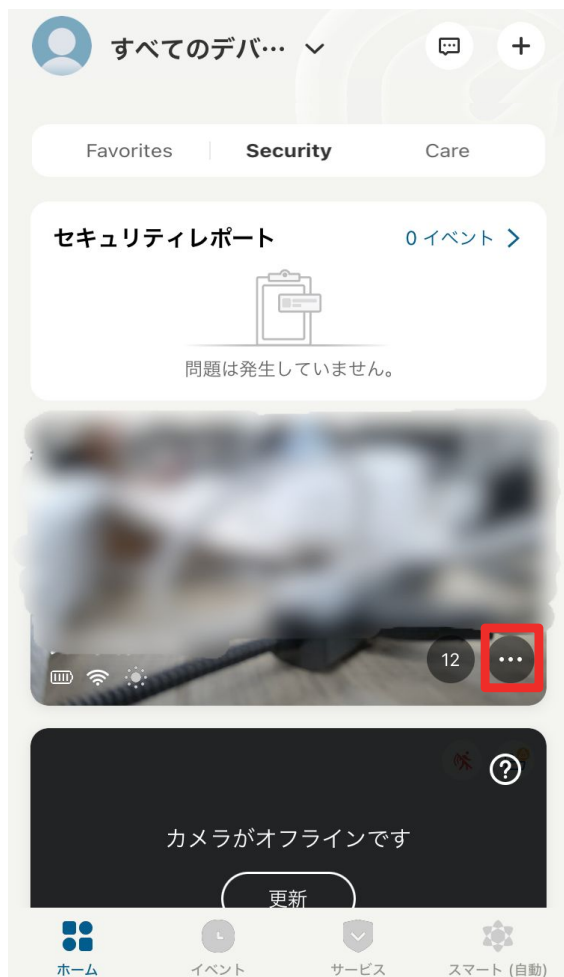 すべてのデバ…
Favorites
Security
Care
セキュリティレポート
0 イベント
問題は発生していません。
12
カメラがオフラインです
更新
ホーム
イベント
サービス
スマート (自動)